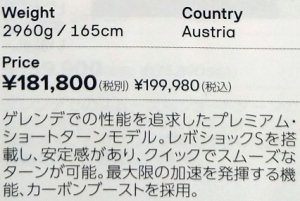 Weight Country
2960g / 165cm Austria
Price
¥181,800(税別) ¥199,980(税込)
ゲレンデでの性能を追求したプレミアム・
ショートターンモデル。レボショックSを搭
載し、安定感があり、クイックでスムーズな
ターンが可能。最大限の加速を発揮する機
能、カーボンブーストを採用。